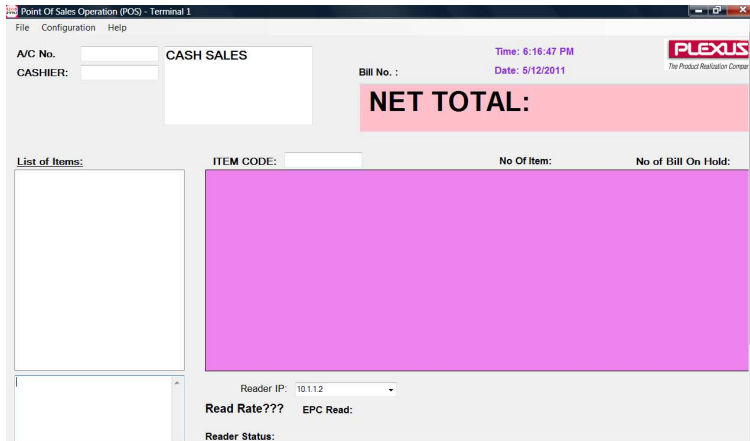 Point Of Sales Operation (POS) - Terminal 1
File Configuration Help
A/C No.
CASH SALES
Time: 6:16:47 PM
PLEXUS
CASHIER:
Bill No. :
Date: 5/12/2011
The Product Realization Compan
NET TOTAL:
List of Items:
ITEM CODE:
No Of Item:
No of Bill On Hold:
Reader IP: 10.1.1.2
Read Rate??? EPC Read:
Reader Status: